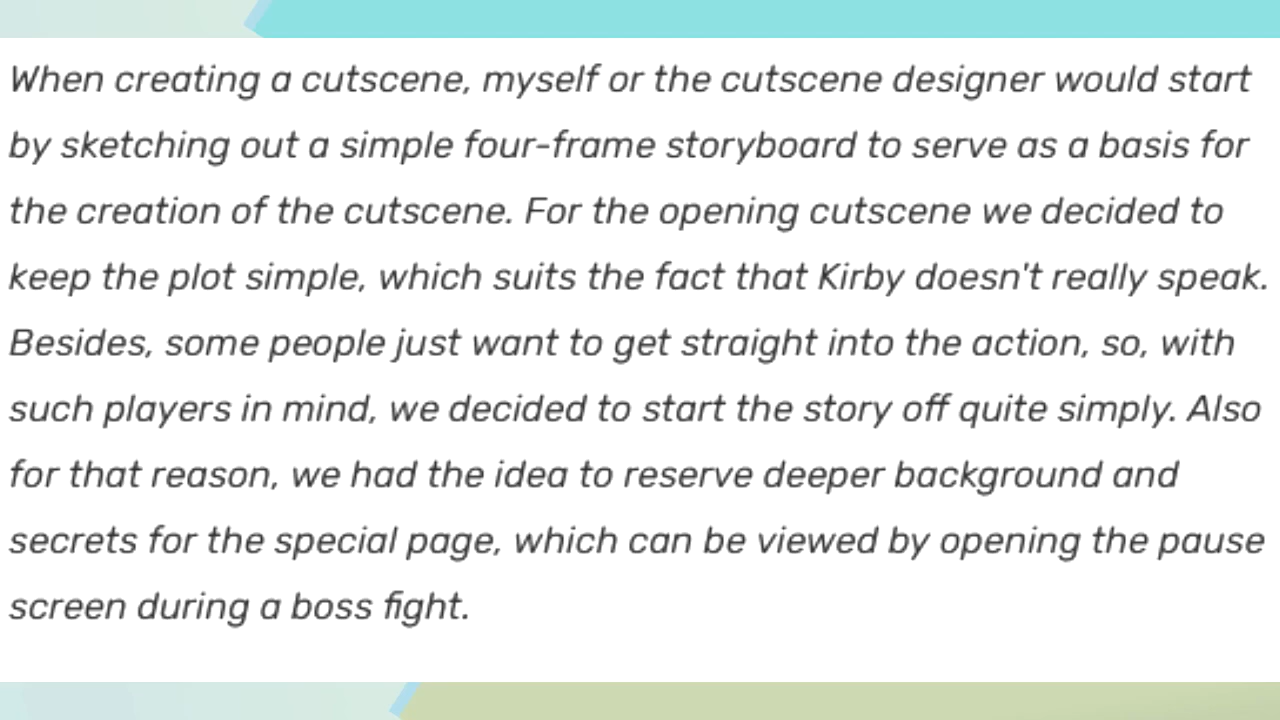 When creating a cutscene, myself or the cutscene designer would start
by sketching out a simple four-frame storyboard to serve as a basis for
the creation of the cutscene. For the opening cutscene we decided to
keep the plot simple, which suits the fact that Kirby doesn't really speak.
Besides, some people just want to get straight into the action, so, with
such players in mind, we decided to start the story off quite simply. Also
for that reason, we had the idea to reserve deeper background and
secrets for the special page, which can be viewed by opening the pause
screen during a boss fight.